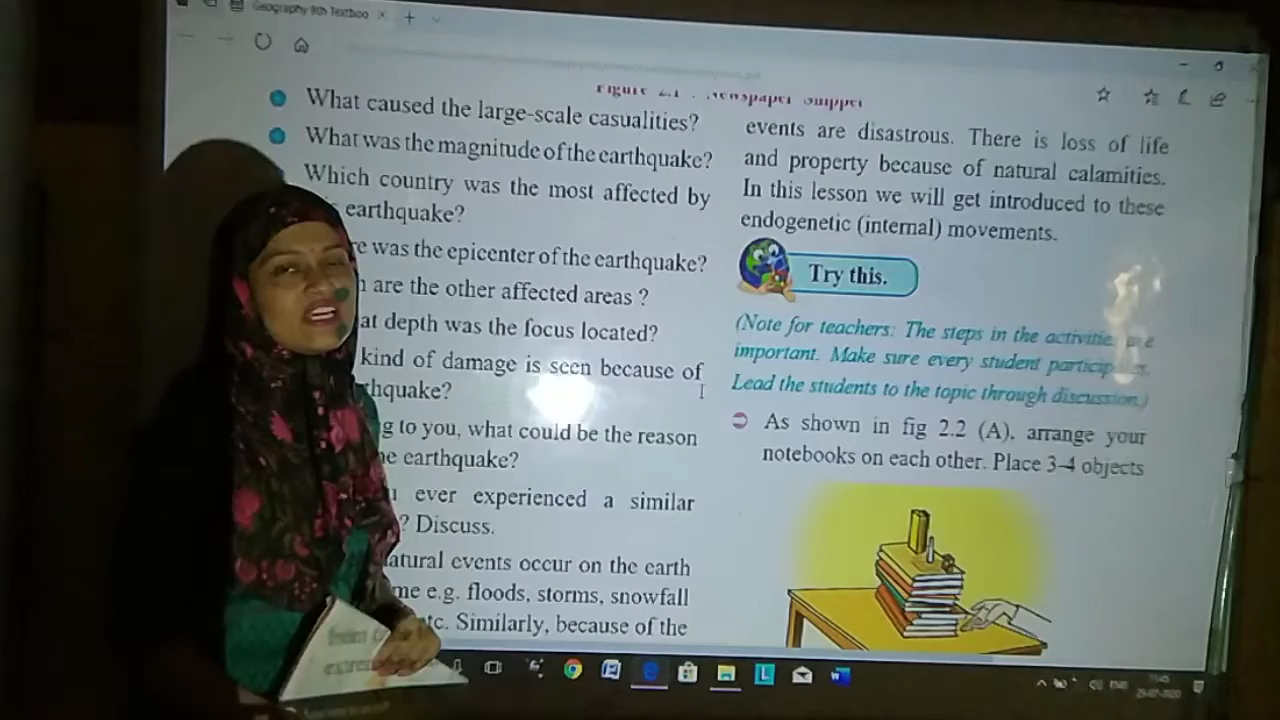 Geography 9th Textboo
What caused the large-scale casualities?
What was the magnitude of the earthquake?
Which country was the most affected by
earthquake?
was the epicenter of the earthquake?
are the other affected areas ?
at depth was the focus located?
kind of damage is seen because of
hquake?
g to you, what could be the reason
earthquake?
ever experienced a similar
? Discuss.
atural events occur on the earth
me e.g. floods, storms, snowfall
etc. Similarly, because of the
events are disastrous. There is loss of life
and property because of natural calamities.
In this lesson we will get introduced to these
endogenetic (internal) movements.
Try this.
(Note for teachers: The steps in the activities
important. Make sure every student
Lead the students to the topic through discussion.)
As shown in fig 2.2 (A), arrange your
notebooks on each other. Place 3-4 objects